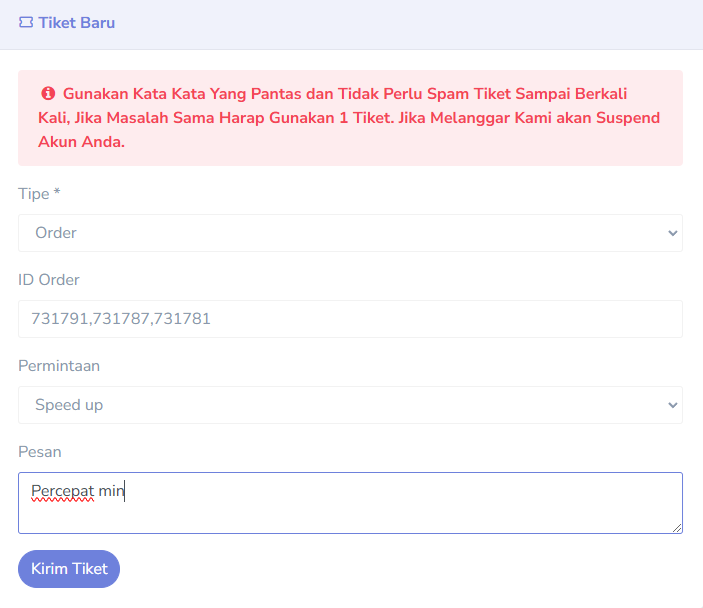 Tiket Baru
Gunakan Kata Kata Yang Pantas dan Tidak Perlu Spam Tiket Sampai Berkali
Kali, Jika Masalah Sama Harap Gunakan 1 Tiket. Jika Melanggar Kami akan Suspend
Akun Anda.
Tipe *
Order
ID Order
731791,731787,731781
Permintaan
Speed up
Pesan
Percepat min
Kirim Tiket